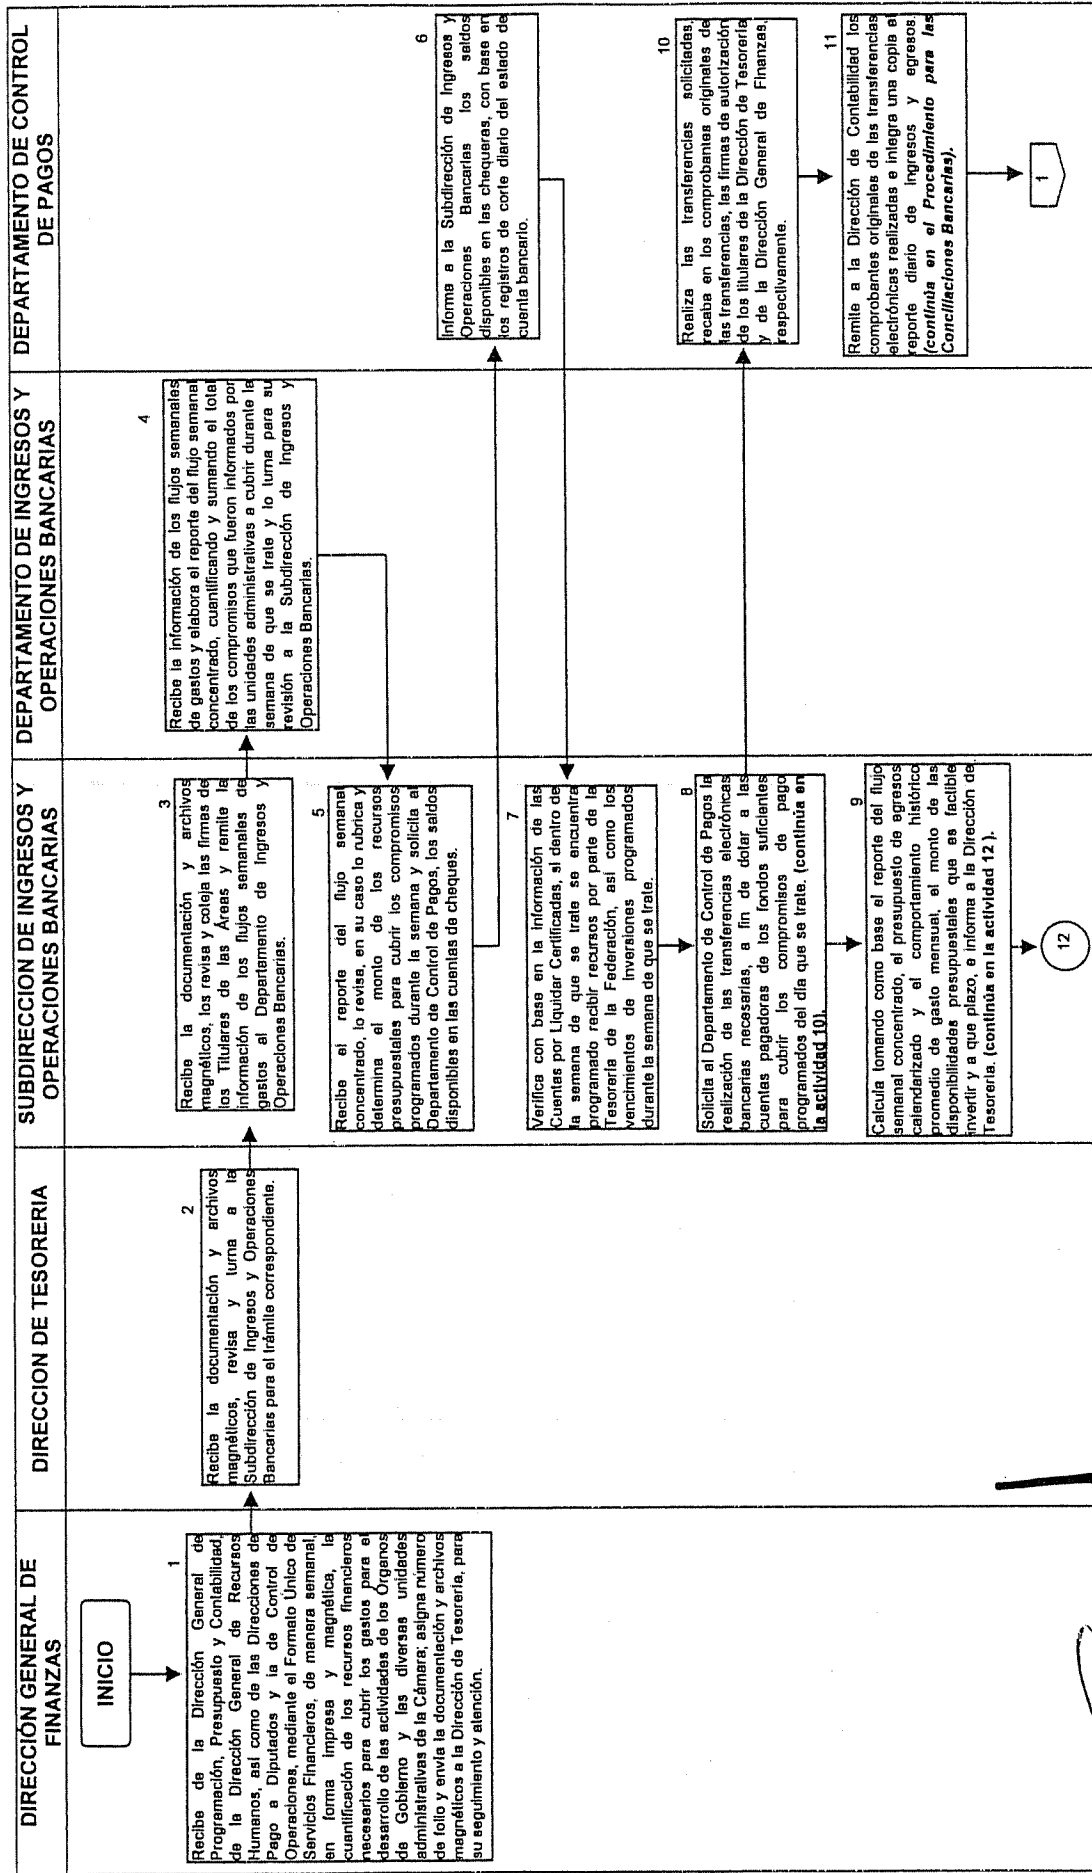 DIRECCIÓN GENERAL DE
FINANZAS
DIRECCION DE TESORERIA
SUBDIRECCION DE INGRESOS Y
OPERACIONES BANCARIAS
DEPARTAMENTO DE INGRESOS Y
OPERACIONES BANCARIAS
DEPARTAMENTO DE CONTROL
DE PAGOS
INICIO
1
Recibe de la Dirección General de
Programación, Presupuesto y Contabilidad,
de la Dirección General de Recursos
Humanos, así como de las Direcciones de
Pago a Diputados y la de Control de
Operaciones, mediante el Formato Único de
Servicios Financieros, de manera semanal,
en forma impresa y magnética, la
cuantificación de los recursos financieros
necesarios para cubrir los gastos para el
desarrollo de las actividades de los Órganos
de Gobierno y las diversas unidades
administrativas de la Cámara; asigna número
de folio y envía la documentación y archivos
magnéticos a la Dirección de Tesorería, para
su seguimiento y atención.
2
Recibe la documentación y archivos
magnéticos, revisa y turna a la
Subdirección de Ingresos y Operaciones
Bancarias para el trámite correspondiente.
3
Recibe la documentación y archivos
magnéticos, los revisa y coteja las firmas de
los Titulares de las Áreas y remite la
información de los flujos semanales de
gastos al Departamento de Ingresos y
Operaciones Bancarias.
4
Recibe la información de los flujos semanales
de gastos y elabora el reporte del flujo semanal
concentrado, cuantificando y sumando el total
de los compromisos que fueron informados por
las unidades administrativas a cubrir durante la
semana de que se trate y lo turna para su
revisión a la Subdirección de Ingresos y
Operaciones Bancarias.
5
Recibe el reporte del flujo semanal
concentrado, lo revisa, en su caso lo rubrica y
determina el monto de los recursos
presupuestales para cubrir los compromisos
programados durante la semana y solicita al
Departamento de Control de Pagos, los saldos
disponibles en las cuentas de cheques.
6
Informa a la Subdirección de Ingresos y
Operaciones Bancarias los saldos
disponibles en las chequeras, con base en
los registros de corte diario del estado de
cuenta bancario.
7
Verifica con base en la información de las
Cuentas por Liquidar Certificadas, si dentro de
la semana de que se trate se encuentra
programado recibir recursos por parte de la
Tesorería de la Federación, así como los
vencimientos de inversiones programados
durante la semana de que se trate.
8
Solicita al Departamento de Control de Pagos la
realización de las transferencias electrónicas
bancarias necesarias, a fin de dotar a las
cuentas pagadoras de los fondos suficientes
para cubrir los compromisos de pago
programados del día que se trate. (continúa en
la actividad 10).
9
Calcula tomando como base el reporte del flujo
semanal concentrado, el presupuesto de egresos
calendarizado y el comportamiento histórico
promedio de gasto mensual, el monto de las
disponibilidades presupuestales que es factible
invertir y a que plazo, e informa a la Dirección de
Tesorería. (continúa en la actividad 12 ).
12
10
Realiza las transferencias solicitadas,
recaba en los comprobantes originales de
las transferencias, las firmas de autorización
de los titulares de la Dirección de Tesorería
y de la Dirección General de Finanzas,
respectivamente.
11
Remite a la Dirección de Contabilidad los
comprobantes originales de las transferencias
electrónicas realizadas e integra una copia al
reporte diario de ingresos y egresos.
(continúa en el Procedimiento para las
Conciliaciones Bancarias).
1